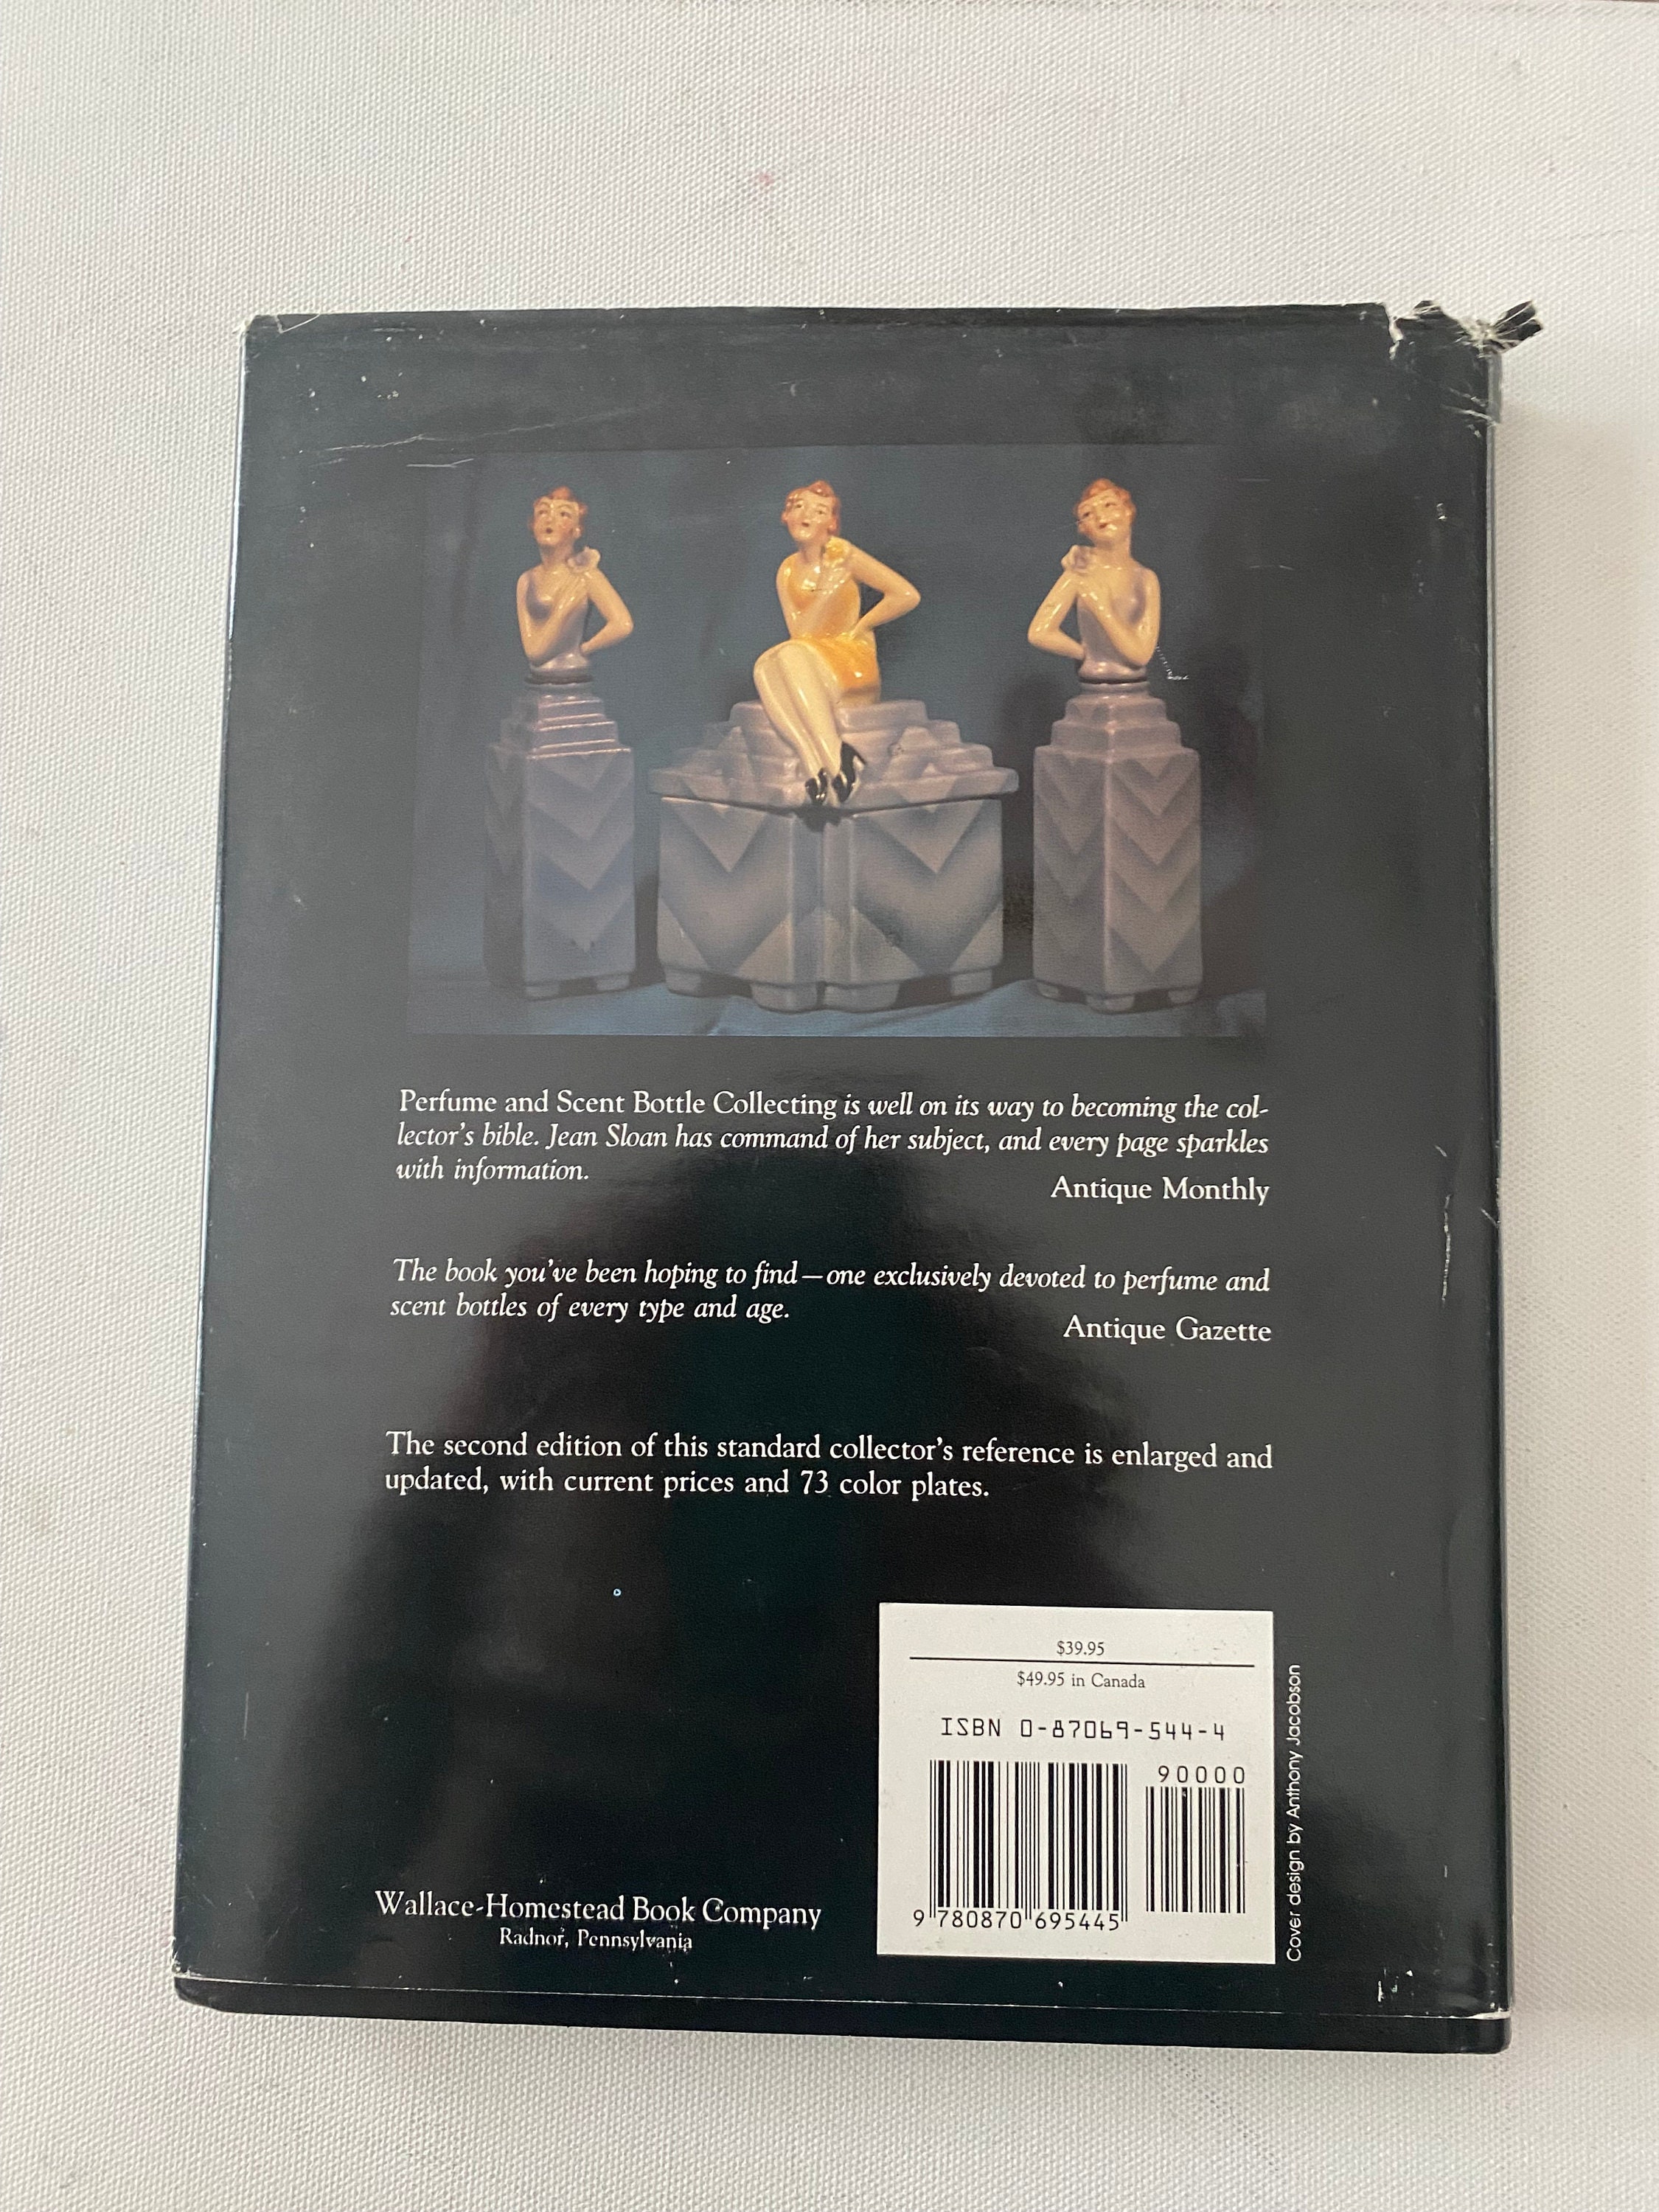 Perfume and Scent Bottle Collecting is well on its way to becoming the col-
lector's bible. Jean Sloan has command of her subject, and every page sparkles
with information.
Antique Monthly
The book you've been hoping to find—one exclusively devoted to perfume and
scent bottles of every type and age.
Antique Gazette
The second edition of this standard collector's reference is enlarged and
updated, with current prices and 73 color plates.
$39.95
$49.95 in Canada
ISBN 0-87069-544-4
90000
9 780870 695445
Cover design by Anthony Jacobson
Wallace-Homestead Book Company
Radnor, Pennsylvania